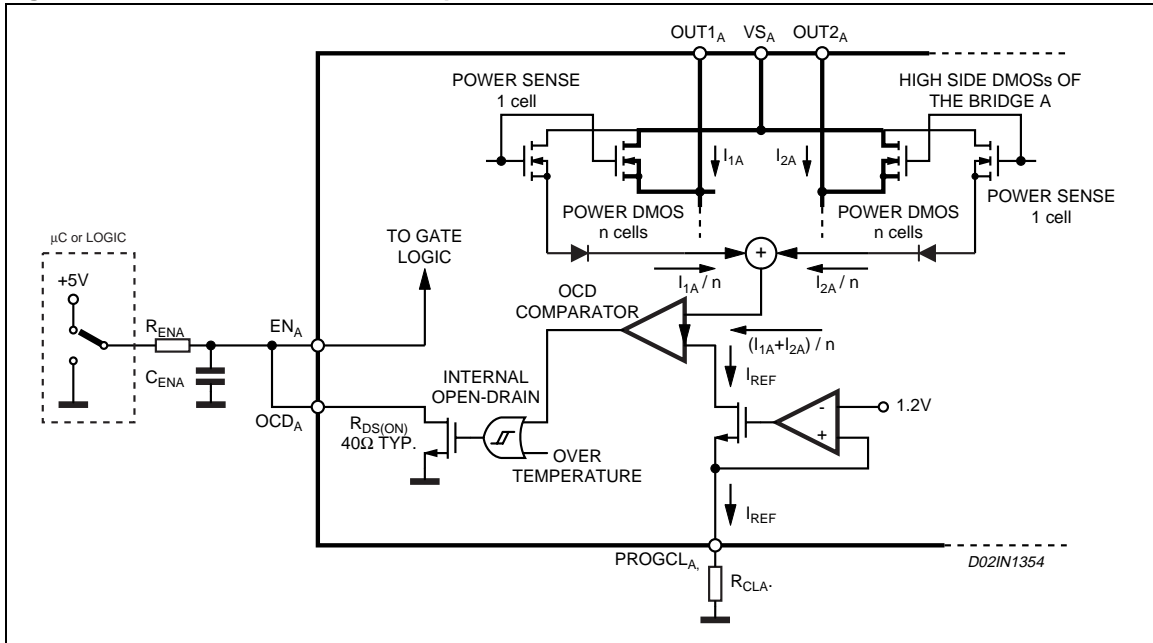 OUT1A VSA OUT2A
POWER SENSE
1 cell
HIGH SIDE DMOSs OF
THE BRIDGE A
I1A
I2A
POWER SENSE
1 cell
POWER DMOS
n cells
POWER DMOS
n cells
μC or LOGIC
+5V
TO GATE
LOGIC
+
I1A / n
I2A / n
OCD
COMPARATOR
(I1A+I2A) / n
RENA
ENA
CENA
IREF
INTERNAL
OPEN-DRAIN
-
+
1.2V
OCDA
RDS(ON)
40Ω TYP.
OVER
TEMPERATURE
IREF
PROGCLA,
D02IN1354
RCLA.